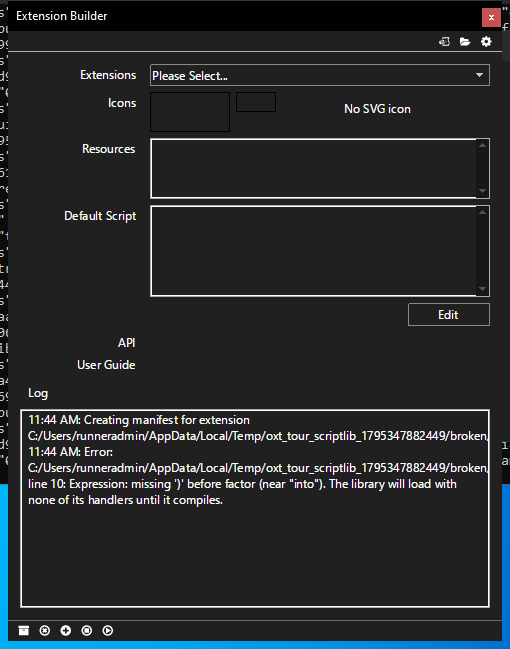 Extension Builder
x
Extensions
Please Select...
Icons
No SVG icon
Resources
Default Script
Edit
API
User Guide
Log
11:44 AM: Creating manifest for extension
C:/Users/runneradmin/AppData/Local/Temp/oxt_tour_scriptlib_1795347882449/broken,
11:44 AM: Error:
C:/Users/runneradmin/AppData/Local/Temp/oxt_tour_scriptlib_1795347882449/broken,
line 10: Expression: missing ')' before factor (near "into"). The library will load with
none of its handlers until it compiles.